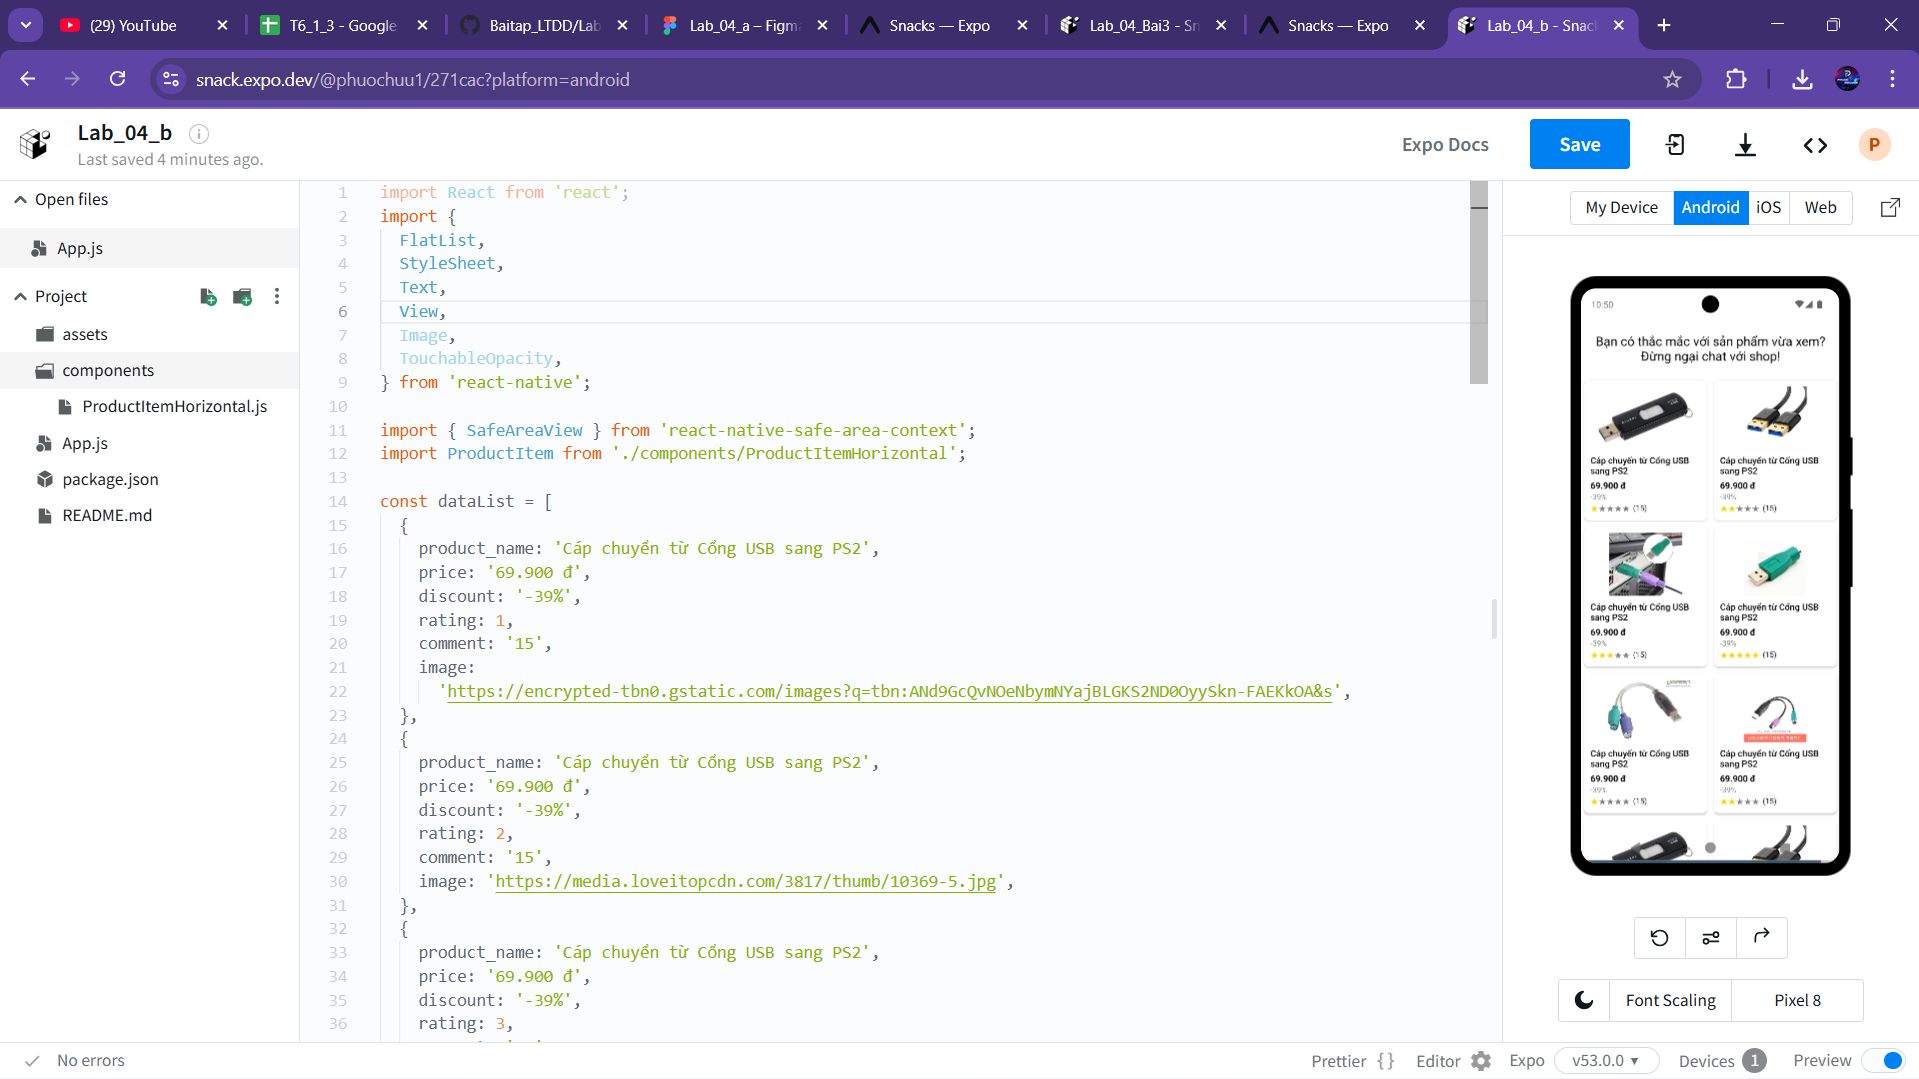 (29) YouTube
T6_1_3 - Google
Baitap_LTDD/Lab
Lab_04_a – Figma
Snacks — Expo
Lab_04_Bai3 - Sn
Snacks — Expo
Lab_04_b - Snac
snack.expo.dev/@phuochuu1/271cac?platform=android
Lab_04_b
Last saved 4 minutes ago.
Expo Docs
Save
P
Open files
App.js
Project
assets
components
ProductItemHorizontal.js
App.js
package.json
README.md
1 import React from 'react';
2 import {
3 FlatList,
4 StyleSheet,
5 Text,
6 View,
7 Image,
8 TouchableOpacity,
9 } from 'react-native';
10
11 import { SafeAreaView } from 'react-native-safe-area-context';
12 import ProductItem from './components/ProductItemHorizontal';
13
14 const dataList = [
15 {
16 product_name: 'Cáp chuyển từ Cổng USB sang PS2',
17 price: '69.900 đ',
18 discount: '-39%',
19 rating: 1,
20 comment: '15',
21 image:
22 'https://encrypted-tbn0.gstatic.com/images?q=tbn:ANd9GcQvNOeNbymNYajBLGKS2ND0OyySkn-FAEKkOA&s',
23 },
24 {
25 product_name: 'Cáp chuyển từ Cổng USB sang PS2',
26 price: '69.900 đ',
27 discount: '-39%',
28 rating: 2,
29 comment: '15',
30 image: 'https://media.loveitopcdn.com/3817/thumb/10369-5.jpg',
31 },
32 {
33 product_name: 'Cáp chuyển từ Cổng USB sang PS2',
34 price: '69.900 đ',
35 discount: '-39%',
36 rating: 3,
My Device
Android
iOS
Web
10:50
Bạn có thắc mắc với sản phẩm vừa xem?
Đừng ngại chat với shop!
Cáp chuyển từ Cổng USB
sang PS2
69.900 đ
-39%
★★★★★ (15)
Cáp chuyển từ Cổng USB
sang PS2
69.900 đ
-39%
★★★★★ (15)
Cáp chuyển từ Cổng USB
sang PS2
69.900 đ
-39%
★★★★★ (15)
Cáp chuyển từ Cổng USB
sang PS2
69.900 đ
-39%
★★★★★ (15)
Cáp chuyển từ Cổng USB
sang PS2
69.900 đ
-39%
★★★★★ (15)
Cáp chuyển từ Cổng USB
sang PS2
69.900 đ
-39%
★★★★★ (15)
Font Scaling
Pixel 8
No errors
Prettier { }
Editor
Expo
v53.0.0 ▾
Devices 1
Preview